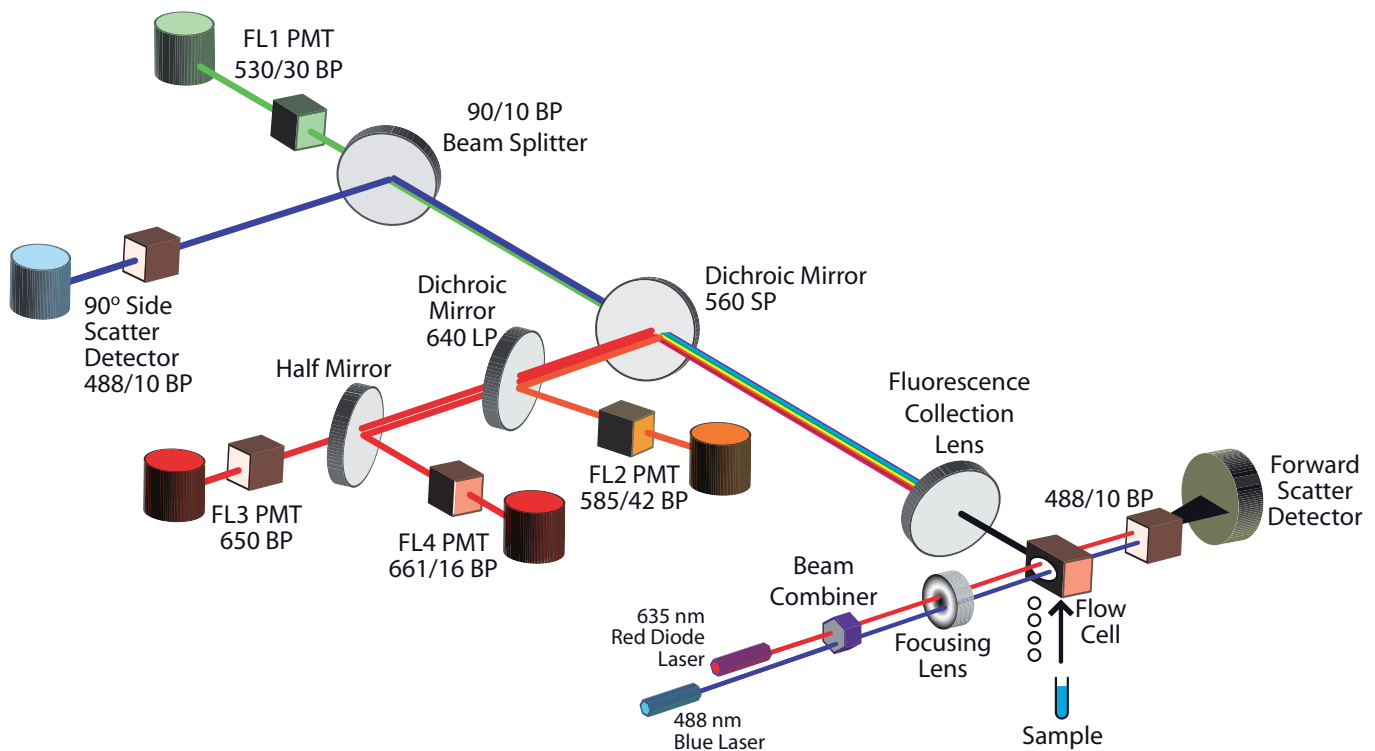 FL1 PMT
530/30 BP
90/10 BP
Beam Splitter
90º Side
Scatter
Detector
488/10 BP
Dichroic
Mirror
640 LP
Dichroic Mirror
560 SP
Half Mirror
Fluorescence
Collection
Lens
FL2 PMT
585/42 BP
FL3 PMT
650 BP
FL4 PMT
661/16 BP
488/10 BP
Forward
Scatter
Detector
Beam
Combiner
635 nm
Red Diode
Laser
Focusing
Lens
Flow
Cell
488 nm
Blue Laser
Sample